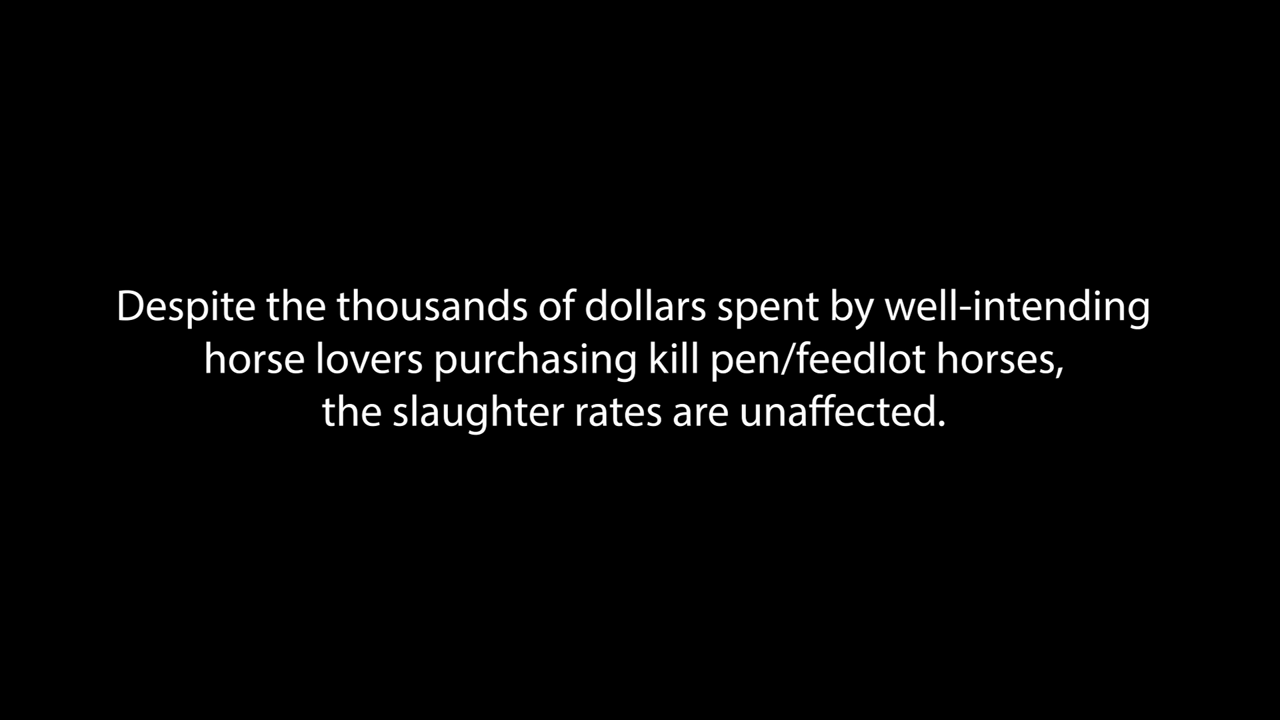 Despite the thousands of dollars spent by well-intending
horse lovers purchasing kill pen/feedlot horses,
the slaughter rates are unaffected.